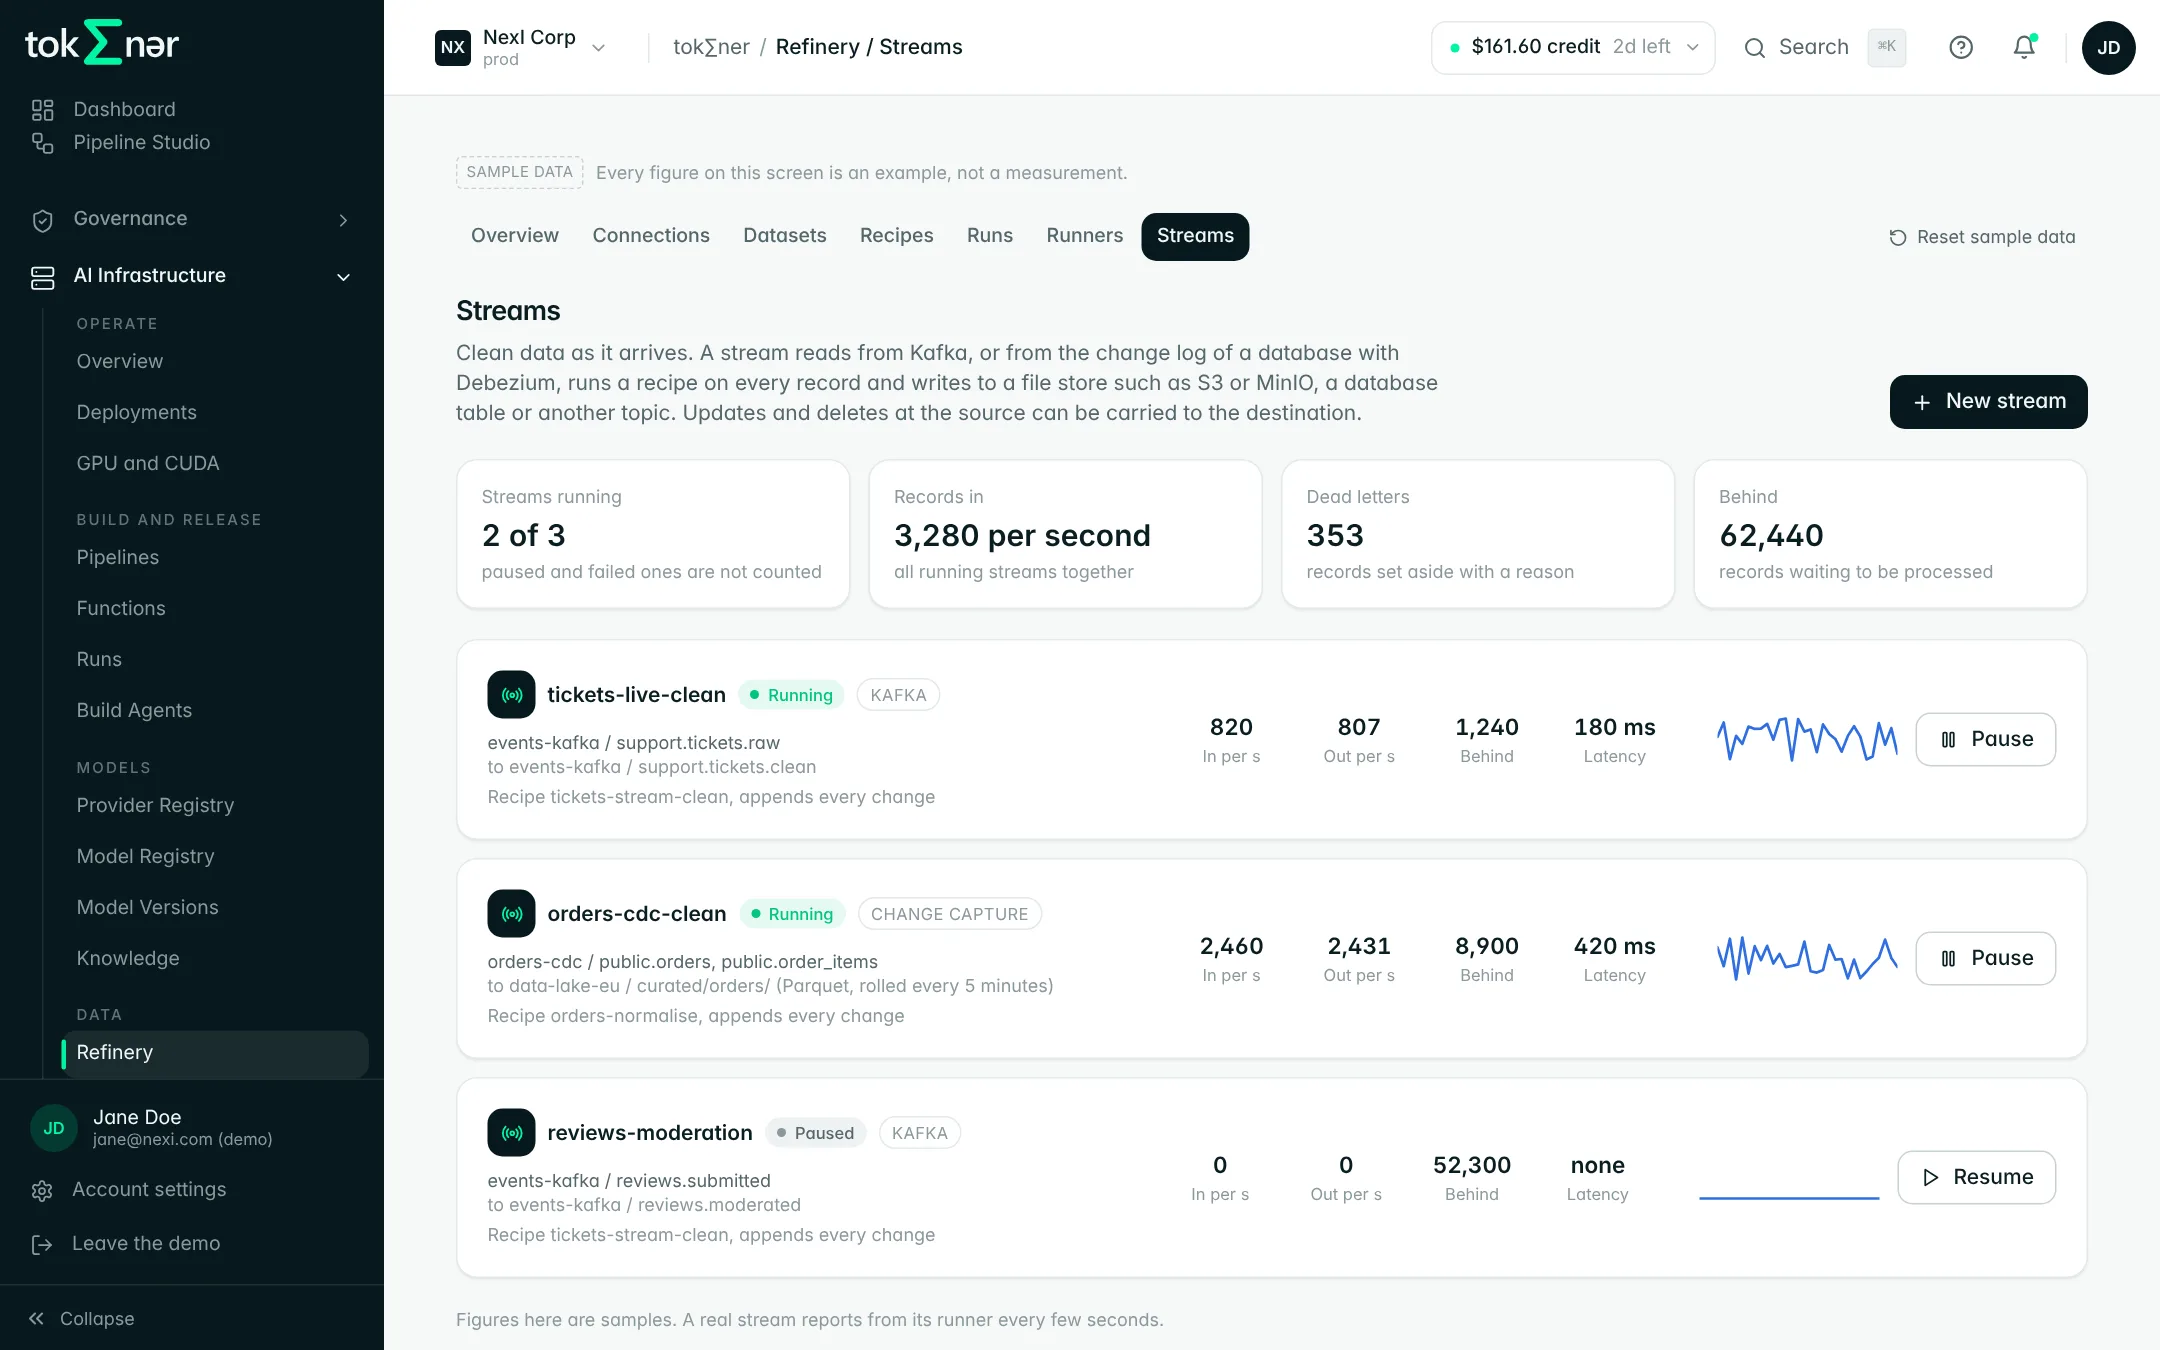 tok∑nər
Dashboard
Pipeline Studio
Governance
AI Infrastructure
OPERATE
Overview
Deployments
GPU and CUDA
BUILD AND RELEASE
Pipelines
Functions
Runs
Build Agents
MODELS
Provider Registry
Model Registry
Model Versions
Knowledge
DATA
Refinery
JD
Jane Doe
jane@nexi.com (demo)
Account settings
Leave the demo
Collapse
NX
Nexl Corp
prod
tok∑ner / Refinery / Streams
$161.60 credit 2d left
Search ⌘K
JD
SAMPLE DATA Every figure on this screen is an example, not a measurement.
Overview Connections Datasets Recipes Runs Runners Streams
Reset sample data
Streams
Clean data as it arrives. A stream reads from Kafka, or from the change log of a database with
Debezium, runs a recipe on every record and writes to a file store such as S3 or MinIO, a database
table or another topic. Updates and deletes at the source can be carried to the destination.
New stream
Streams running
2 of 3
paused and failed ones are not counted
Records in
3,280 per second
all running streams together
Dead letters
353
records set aside with a reason
Behind
62,440
records waiting to be processed
tickets-live-clean Running KAFKA
events-kafka / support.tickets.raw
to events-kafka / support.tickets.clean
Recipe tickets-stream-clean, appends every change
820 807 1,240 180 ms
In per s Out per s Behind Latency
Pause
orders-cdc-clean Running CHANGE CAPTURE
orders-cdc / public.orders, public.order_items
to data-lake-eu / curated/orders/ (Parquet, rolled every 5 minutes)
Recipe orders-normalise, appends every change
2,460 2,431 8,900 420 ms
In per s Out per s Behind Latency
Pause
reviews-moderation Paused KAFKA
events-kafka / reviews.submitted
to events-kafka / reviews.moderated
Recipe tickets-stream-clean, appends every change
0 0 52,300 none
In per s Out per s Behind Latency
Resume
Figures here are samples. A real stream reports from its runner every few seconds.